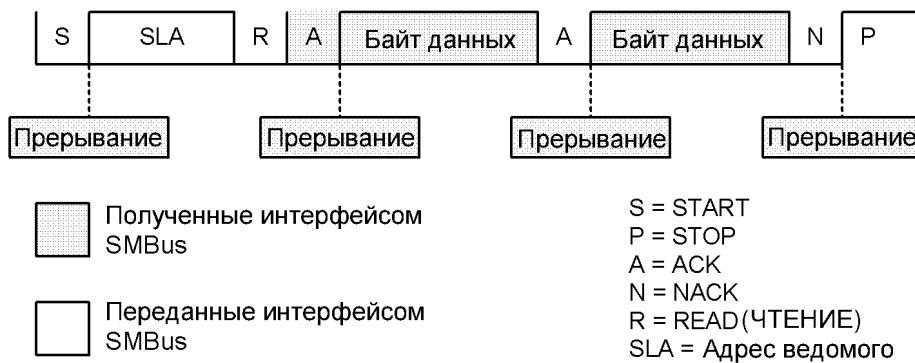 S SLA R A Байт данных A Байт данных N P
Прерывание Прерывание Прерывание Прерывание
Полученные интерфейсом
SMBus
Переданные интерфейсом
SMBus
S = START
P = STOP
A = ACK
N = NACK
R = READ (ЧТЕНИЕ)
SLA = Адрес ведомого